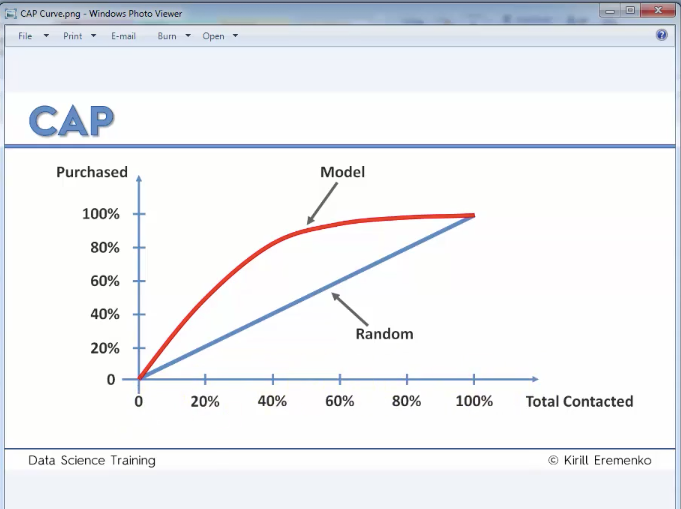 CAP Curve.png - Windows Photo Viewer
File Print E-mail Burn Open
CAP
Purchased
Model
100%
80%
60%
40%
Random
20%
0
0 20% 40% 60% 80% 100% Total Contacted
Data Science Training © Kirill Eremenko